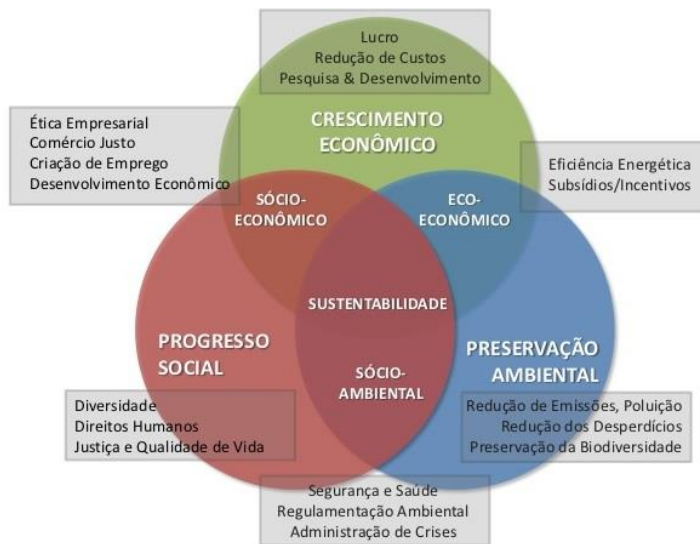 Lucro
Redução de Custos
Pesquisa & Desenvolvimento
CRESCIMENTO
ECONÔMICO
Ética Empresarial
Comércio Justo
Criação de Emprego
Desenvolvimento Econômico
Eficiência Energética
Subsídios/Incentivos
SÓCIO-
ECONÔMICO
ECO-
ECONÔMICO
SUSTENTABILIDADE
PROGRESSO
SOCIAL
SÓCIO-
AMBIENTAL
PRESERVAÇÃO
AMBIENTAL
Diversidade
Direitos Humanos
Justiça e Qualidade de Vida
Redução de Emissões, Poluição
Redução dos Desperdícios
Preservação da Biodiversidade
Segurança e Saúde
Regulamentação Ambiental
Administração de Crises